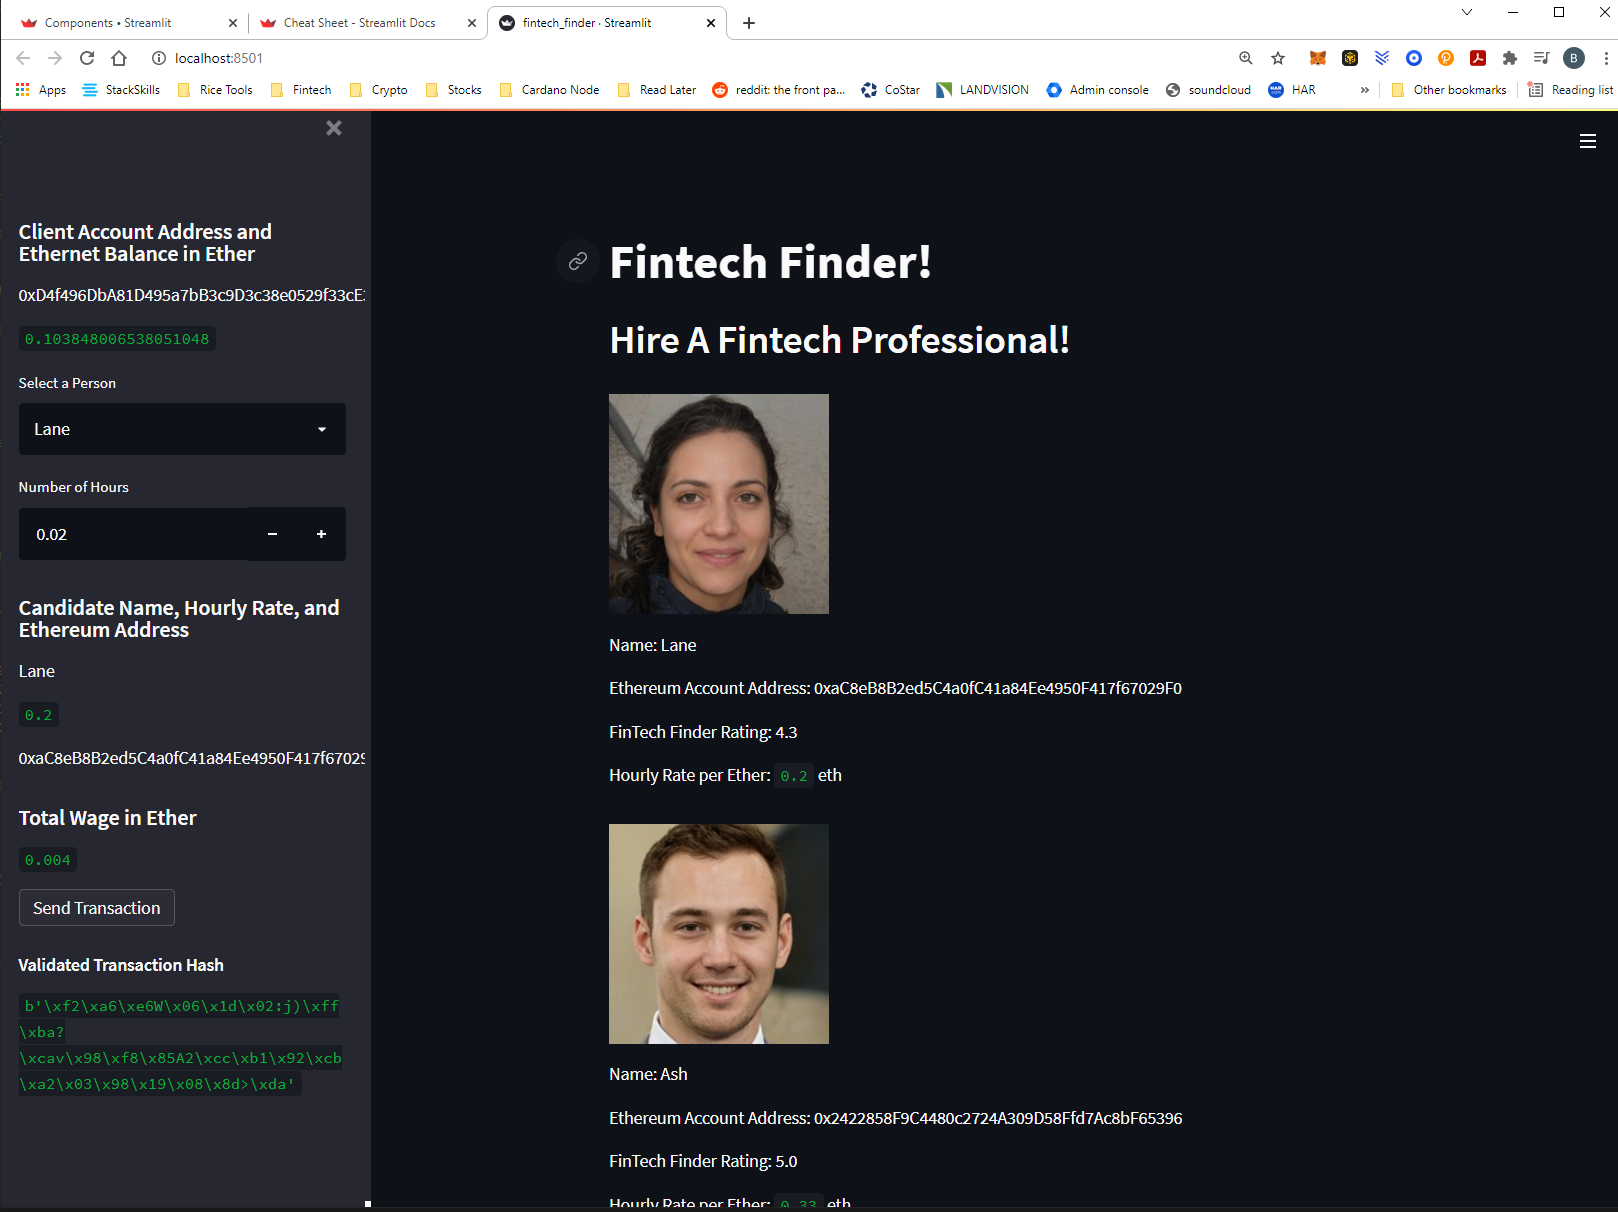 Components • Streamlit
Cheat Sheet - Streamlit Docs
fintech_finder · Streamlit
localhost:8501
B
Apps
StackSkills
Rice Tools
Fintech
Crypto
Stocks
Cardano Node
Read Later
reddit: the front pa...
CoStar
LANDVISION
Admin console
soundcloud
HAR
»
Other bookmarks
Reading list
Client Account Address and
Ethernet Balance in Ether
0xD4f496DbA81D495a7bB3c9D3c38e0529f33cE
0.103848006538051048
Select a Person
Lane
Number of Hours
0.02
Candidate Name, Hourly Rate, and
Ethereum Address
Lane
0.2
0xaC8eB8B2ed5C4a0fC41a84Ee4950F417f67029
Total Wage in Ether
0.004
Send Transaction
Validated Transaction Hash
b'\xf2\xa6\xe6W\x06\x1d\x02:j)\xff
\xba?
\xcav\x98\xf8\x85A2\xcc\xb1\x92\xcb
\xa2\x03\x98\x19\x08\x8d>\xda'
Fintech Finder!
Hire A Fintech Professional!
Name: Lane
Ethereum Account Address: 0xaC8eB8B2ed5C4a0fC41a84Ee4950F417f67029F0
FinTech Finder Rating: 4.3
Hourly Rate per Ether: 0.2 eth
Name: Ash
Ethereum Account Address: 0x2422858F9C4480c2724A309D58Ffd7Ac8bF65396
FinTech Finder Rating: 5.0
Hourly Rate per Ether: 0.33 eth